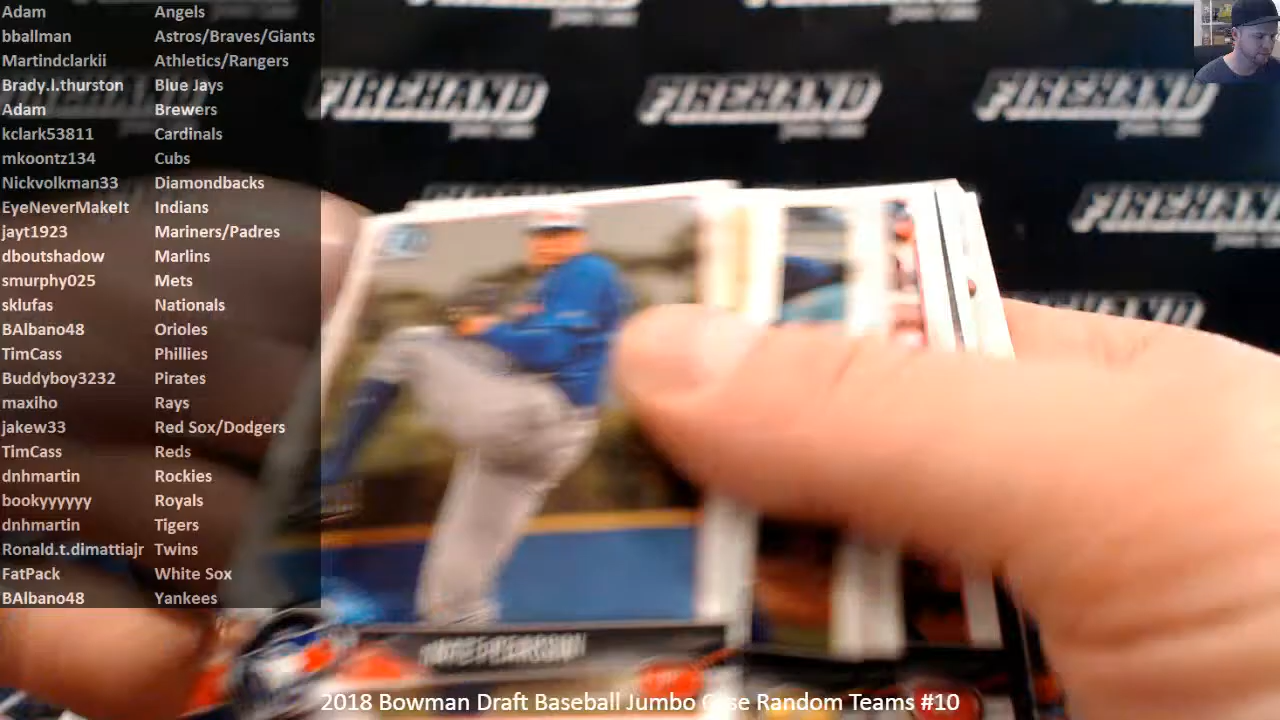 Adam Angels
bballman Astros/Braves/Giants
Martindclarkii Athletics/Rangers
Brady.l.thurston Blue Jays
Adam Brewers
kclark53811 Cardinals
mkoontz134 Cubs
Nickvolkman33 Diamondbacks
EyeNeverMakeIt Indians
jayt1923 Mariners/Padres
dboutshadow Marlins
smurphy025 Mets
sklufas Nationals
BAlbano48 Orioles
TimCass Phillies
Buddyboy3232 Pirates
maxiho Rays
jakew33 Red Sox/Dodgers
TimCass Reds
dnhmartin Rockies
bookyyyyyy Royals
dnhmartin Tigers
Ronald.t.dimattiajr Twins
FatPack White Sox
BAlbano48 Yankees
FIREHAND FIREHAND FIREHAND
FIREHAND
2018 Bowman Draft Baseball Jumbo Case Random Teams #10